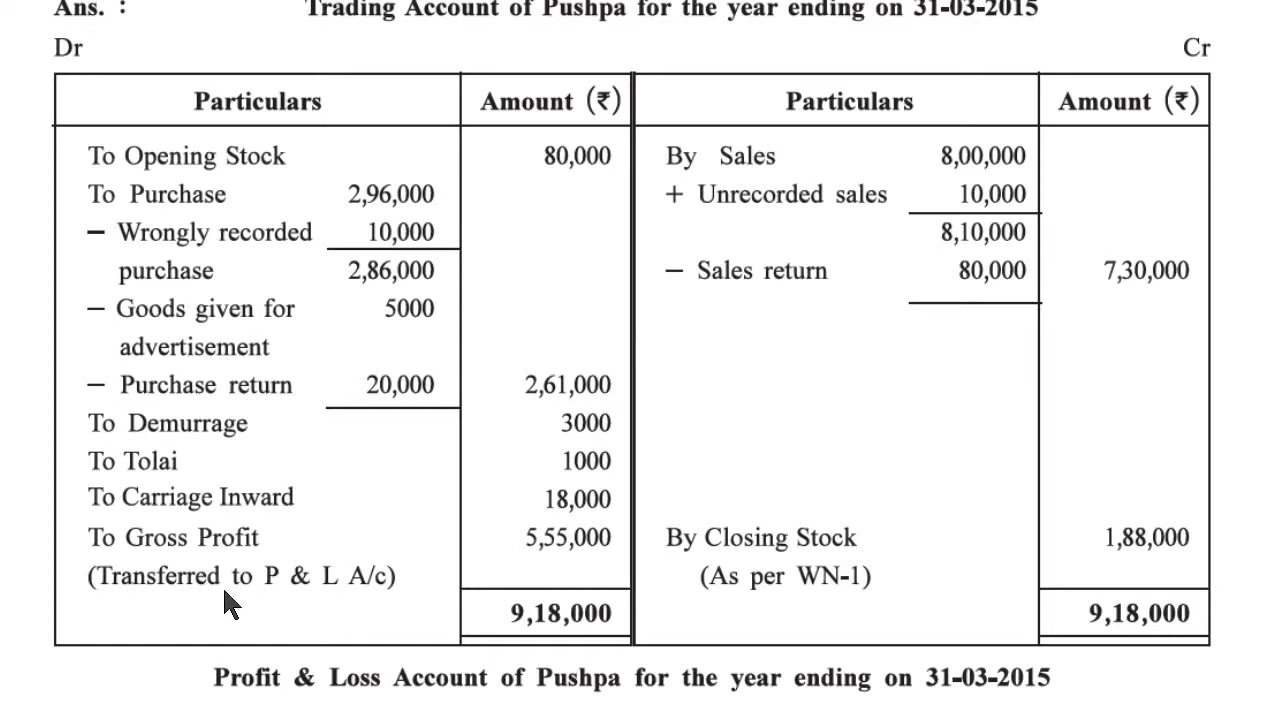 Ans. : Trading Account of Pushpa for the year ending on 31-03-2015
Dr Cr
Particulars Amount (₹) Particulars Amount (₹)
To Opening Stock 80,000 By Sales 8,00,000
To Purchase 2,96,000 + Unrecorded sales 10,000
− Wrongly recorded 10,000 8,10,000
purchase 2,86,000 − Sales return 80,000 7,30,000
− Goods given for 5000
advertisement
− Purchase return 20,000 2,61,000
To Demurrage 3000
To Tolai 1000
To Carriage Inward 18,000
To Gross Profit 5,55,000 By Closing Stock 1,88,000
(Transferred to P & L A/c) (As per WN-1)
9,18,000 9,18,000
Profit & Loss Account of Pushpa for the year ending on 31-03-2015